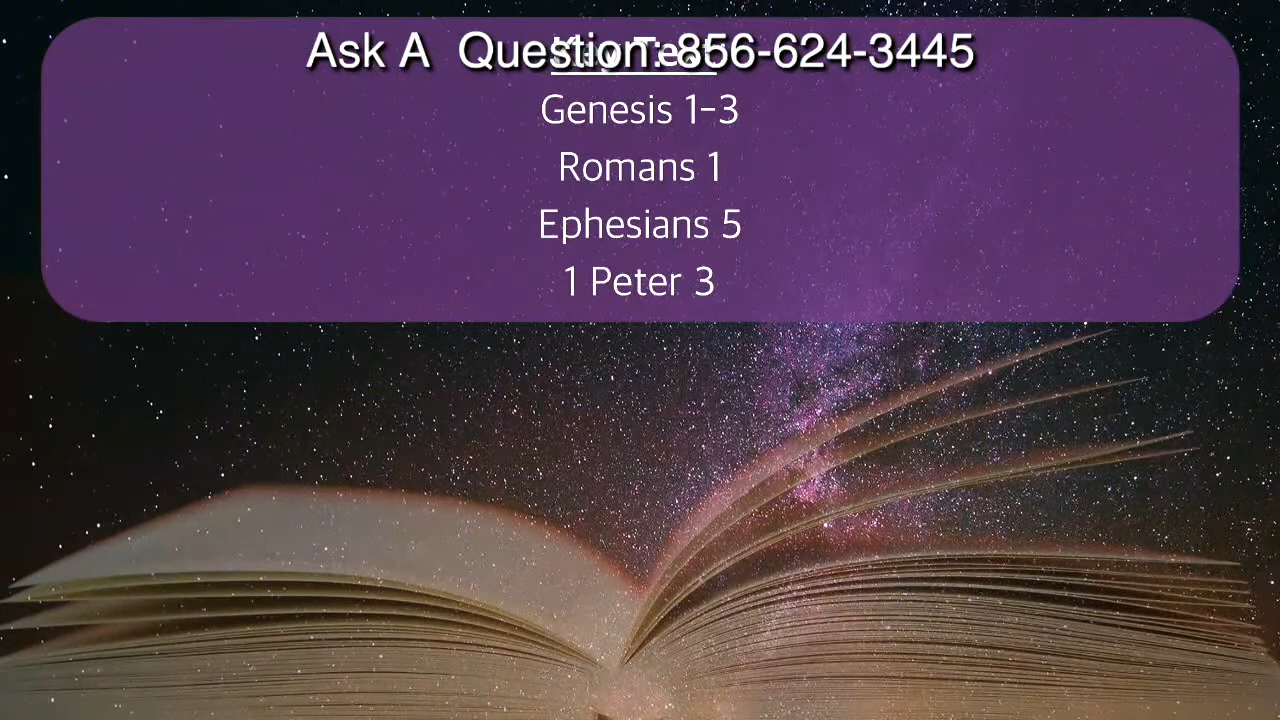 Ask A Question: 856-624-3445
Genesis 1-3
Romans 1
Ephesians 5
1 Peter 3